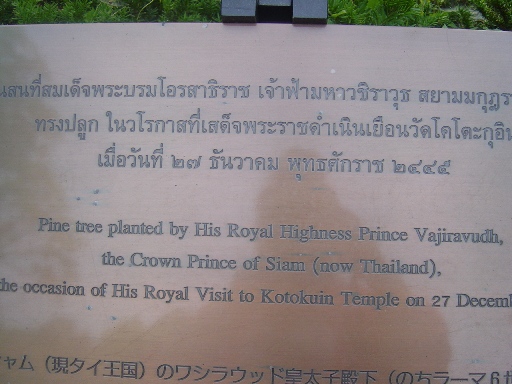 นสนที่สมเด็จพระบรมโอรสาธิราช เจ้าฟ้ามหาวชิราวุธ สยามมกุฎรา
ทรงปลูก ในวโรกาสที่เสด็จพระราชดำเนินเยือนวัดโคโตะกุอิน
เมื่อวันที่ ๒๗ ธันวาคม พุทธศักราช ๒๔๔๕
Pine tree planted by His Royal Highness Prince Vajiravudh,
the Crown Prince of Siam (now Thailand),
the occasion of His Royal Visit to Kotokuin Temple on 27 Decemb
シャム（現タイ王国）のワシラウッド皇太子殿下（のちラーマ6